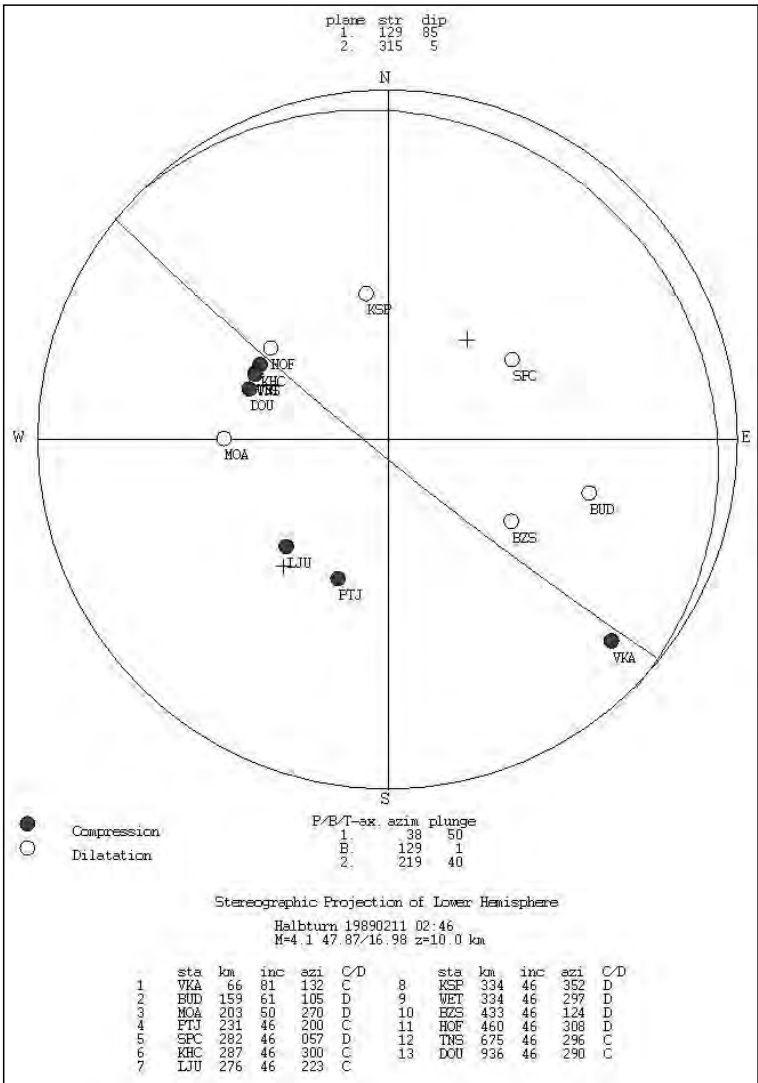 plane str dip
1. 129 85
2. 315 5
N
KSP
SPC
HOF
KHC
DOU
W
E
MOA
BUD
BZS
LJU
PTJ
VKA
S
Compression
Dilatation
P/B/T-ax. azim plunge
1. 38 50
B. 129 1
2. 219 40
Stereographic Projection of Lower Hemisphere
Halbturn 19890211 02:46
M=4.1 47.87/16.98 z=10.0 km
sta km inc azi C/D sta km inc azi C/D
1 VKA 66 81 132 C 8 KSP 334 46 352 D
2 BUD 159 61 105 D 9 WET 334 46 297 D
3 MOA 203 50 270 D 10 BZS 433 46 124 D
4 PTJ 231 46 200 C 11 HOF 460 46 308 D
5 SPC 282 46 057 D 12 TNS 675 46 296 C
6 KHC 287 46 300 C 13 DOU 936 46 290 C
7 LJU 276 46 223 C